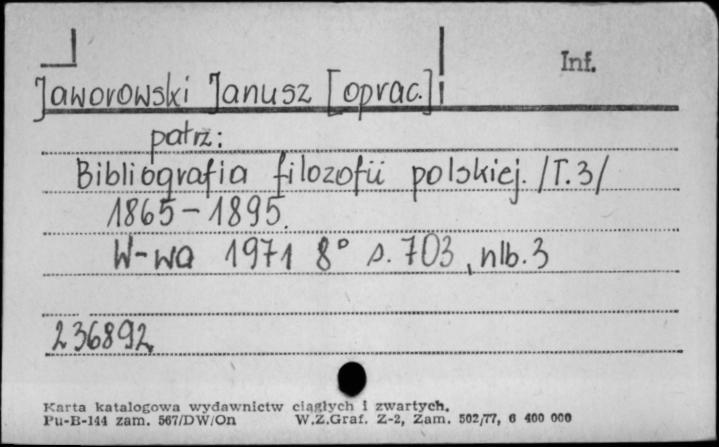 Inf.
Jaworowski Janusz [oprac.]
patrz:
Bibliografia filozofii polskiej. /T.3/
1865-1895.
W-wa 1971 8° s. 703, nlb. 3
236892
Karta katalogowa wydawnictw ciągłych i zwartych.
Pu-B-144 zam. 567/DW/On W.Z.Graf. Z-2, Zam. 502/77, 6 400 000